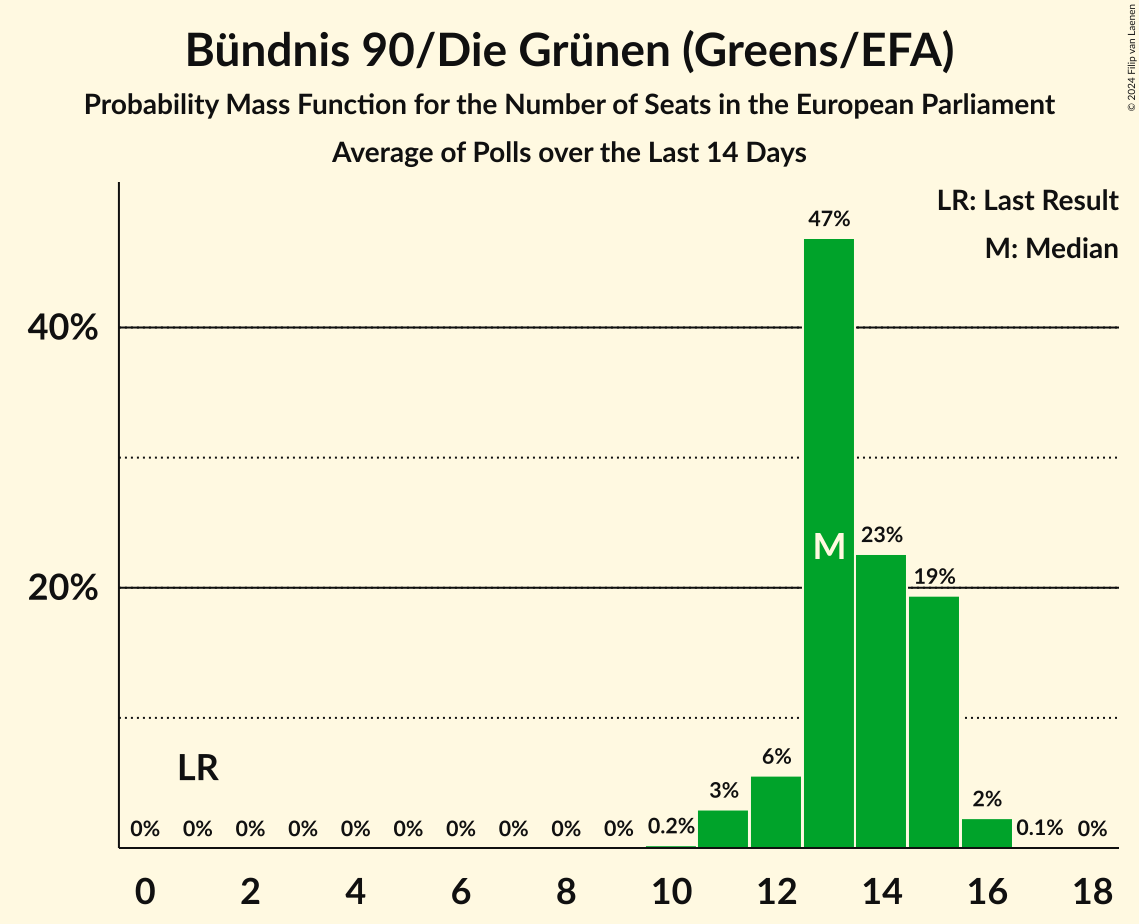 Bündnis 90/Die Grünen (Greens/EFA)
Probability Mass Function for the Number of Seats in the European Parliament
Average of Polls over the Last 14 Days
© 2024 Filip van Laenen
LR: Last Result
M: Median
47%
40%
M
23%
20%
19%
LR
6%
3%
2%
0% 0% 0% 0% 0% 0% 0% 0% 0% 0% 0.2% 0.1% 0%
0 2 4 6 8 10 12 14 16 18